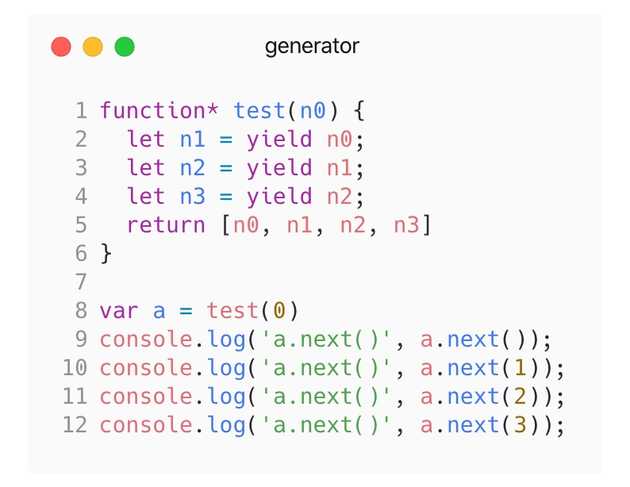 generator
1 function* test(n0) {
2   let n1 = yield n0;
3   let n2 = yield n1;
4   let n3 = yield n2;
5   return [n0, n1, n2, n3]
6 }
7
8 var a = test(0)
9 console.log('a.next()', a.next());
10 console.log('a.next()', a.next(1));
11 console.log('a.next()', a.next(2));
12 console.log('a.next()', a.next(3));